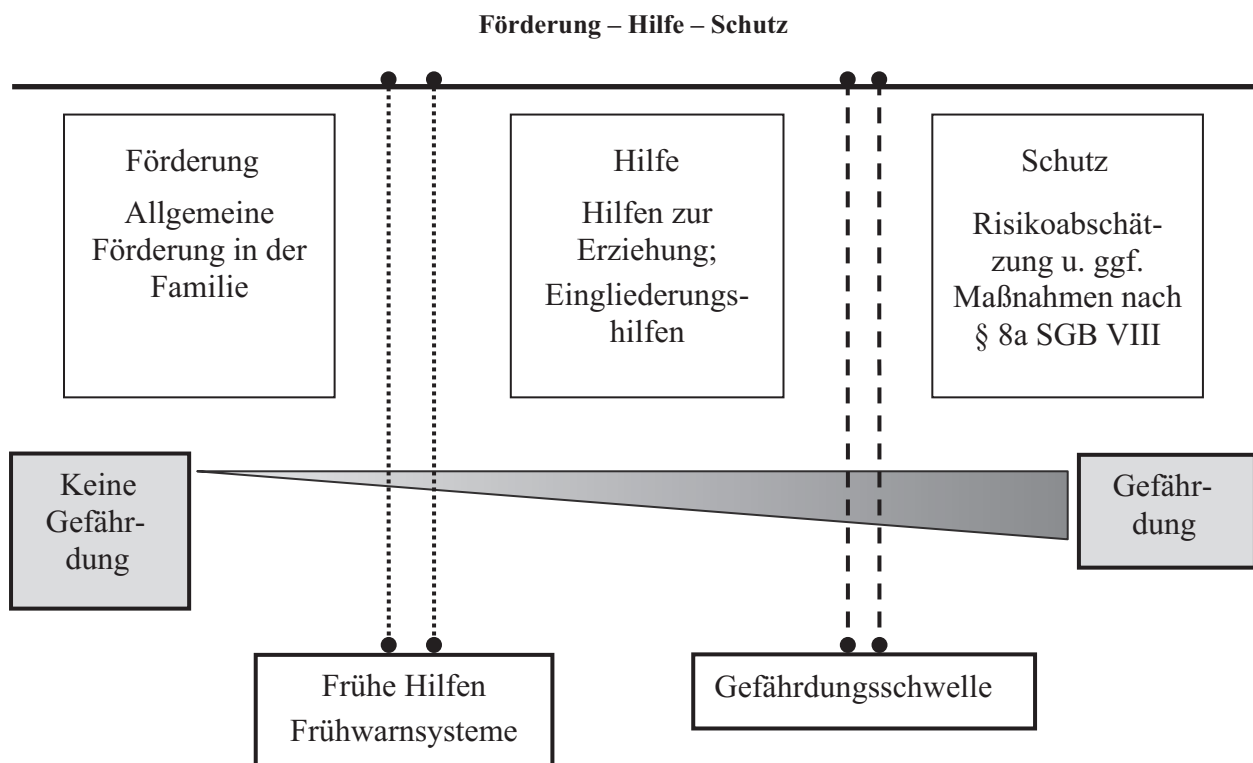 Förderung – Hilfe – Schutz
Förderung
Allgemeine
Förderung in der
Familie
Hilfe
Hilfen zur
Erziehung;
Eingliederungs-
hilfen
Schutz
Risikoabschät-
zung u. ggf.
Maßnahmen nach
§ 8a SGB VIII
Keine
Gefähr-
dung
Gefähr-
dung
Frühe Hilfen
Frühwarnsysteme
Gefährdungsschwelle